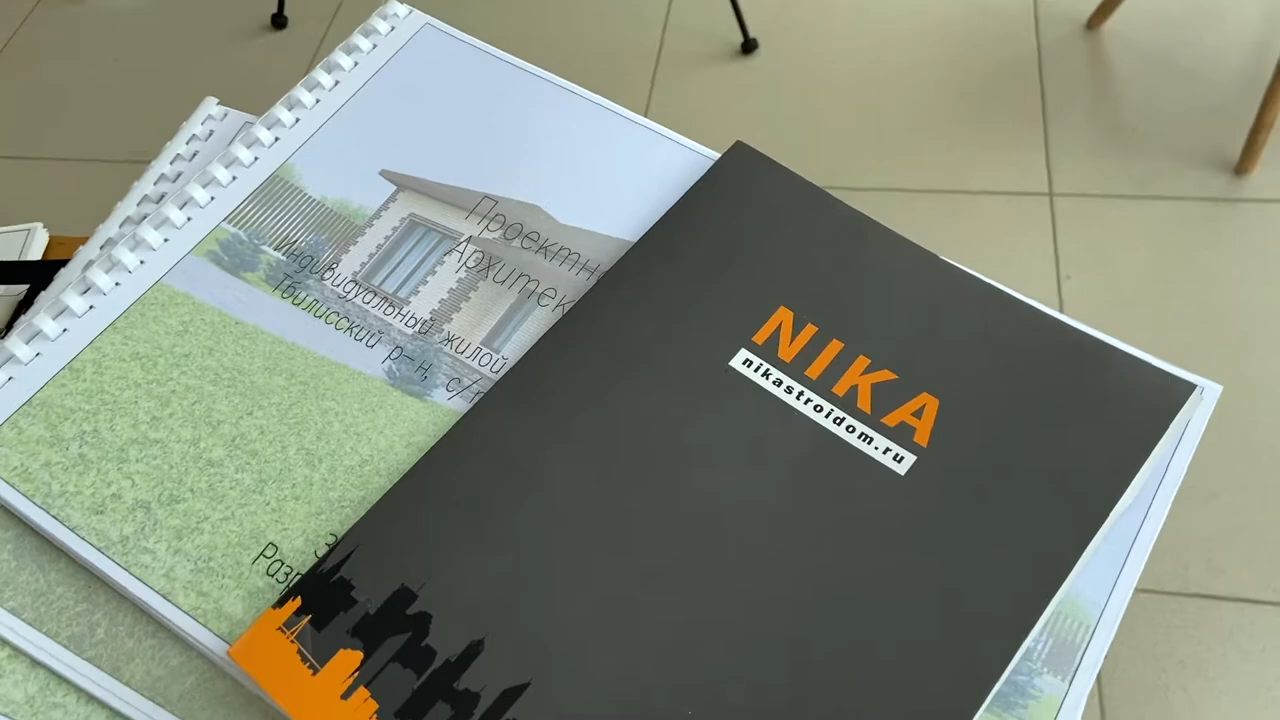 Проектн
Архитек
Индивидуальный жилой
Тбилисский р-н, с/п
Разр
NIKA
nikastroidom.ru